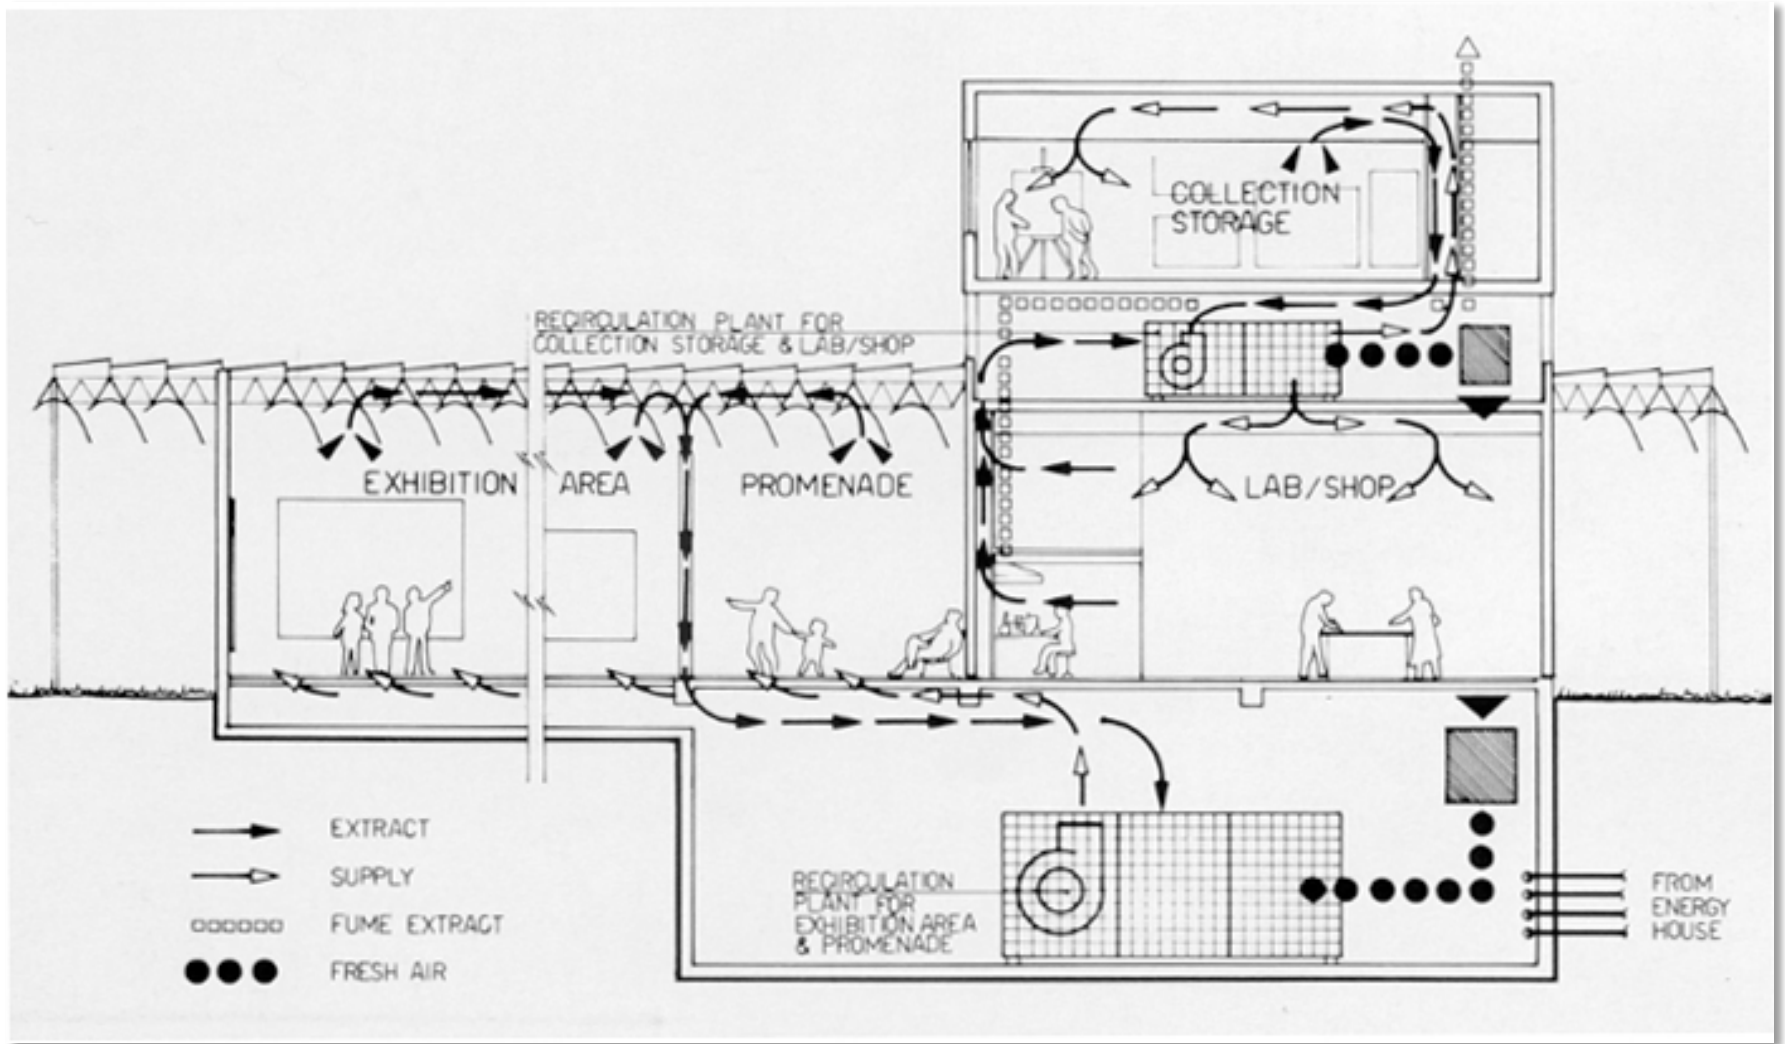 COLLECTION
STORAGE
RECIRCULATION PLANT FOR
COLLECTION STORAGE & LAB/SHOP
EXHIBITION AREA
PROMENADE
LAB/SHOP
EXTRACT
SUPPLY
FUME EXTRACT
FRESH AIR
RECIRCULATION
PLANT FOR
EXHIBITION AREA
& PROMENADE
FROM
ENERGY
HOUSE